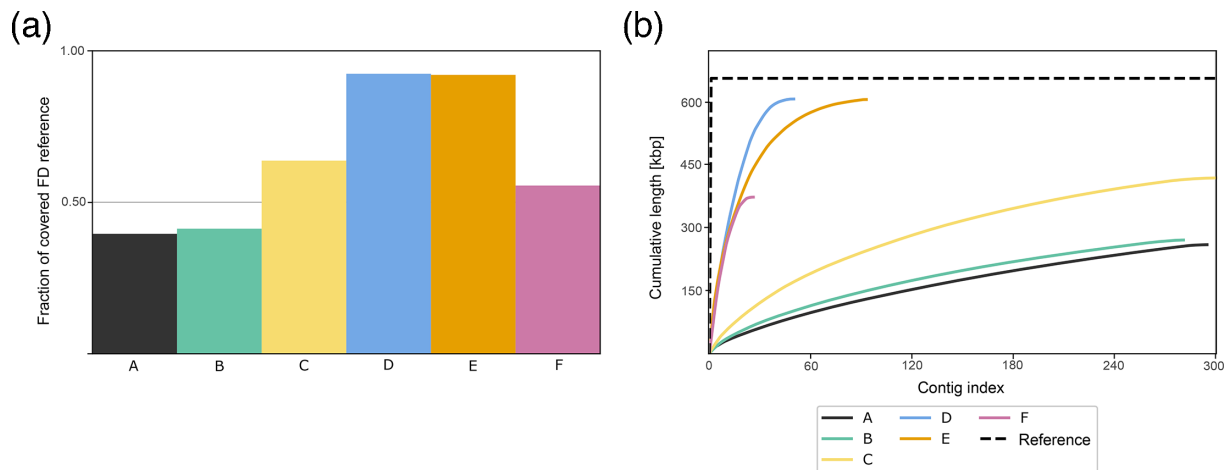 (a)
1.00
0.50
Fraction of covered FD reference
A B C D E F
(b)
600
450
300
150
Cumulative length [kbp]
0 60 120 180 240 300
Contig index
A D F
B E Reference
C